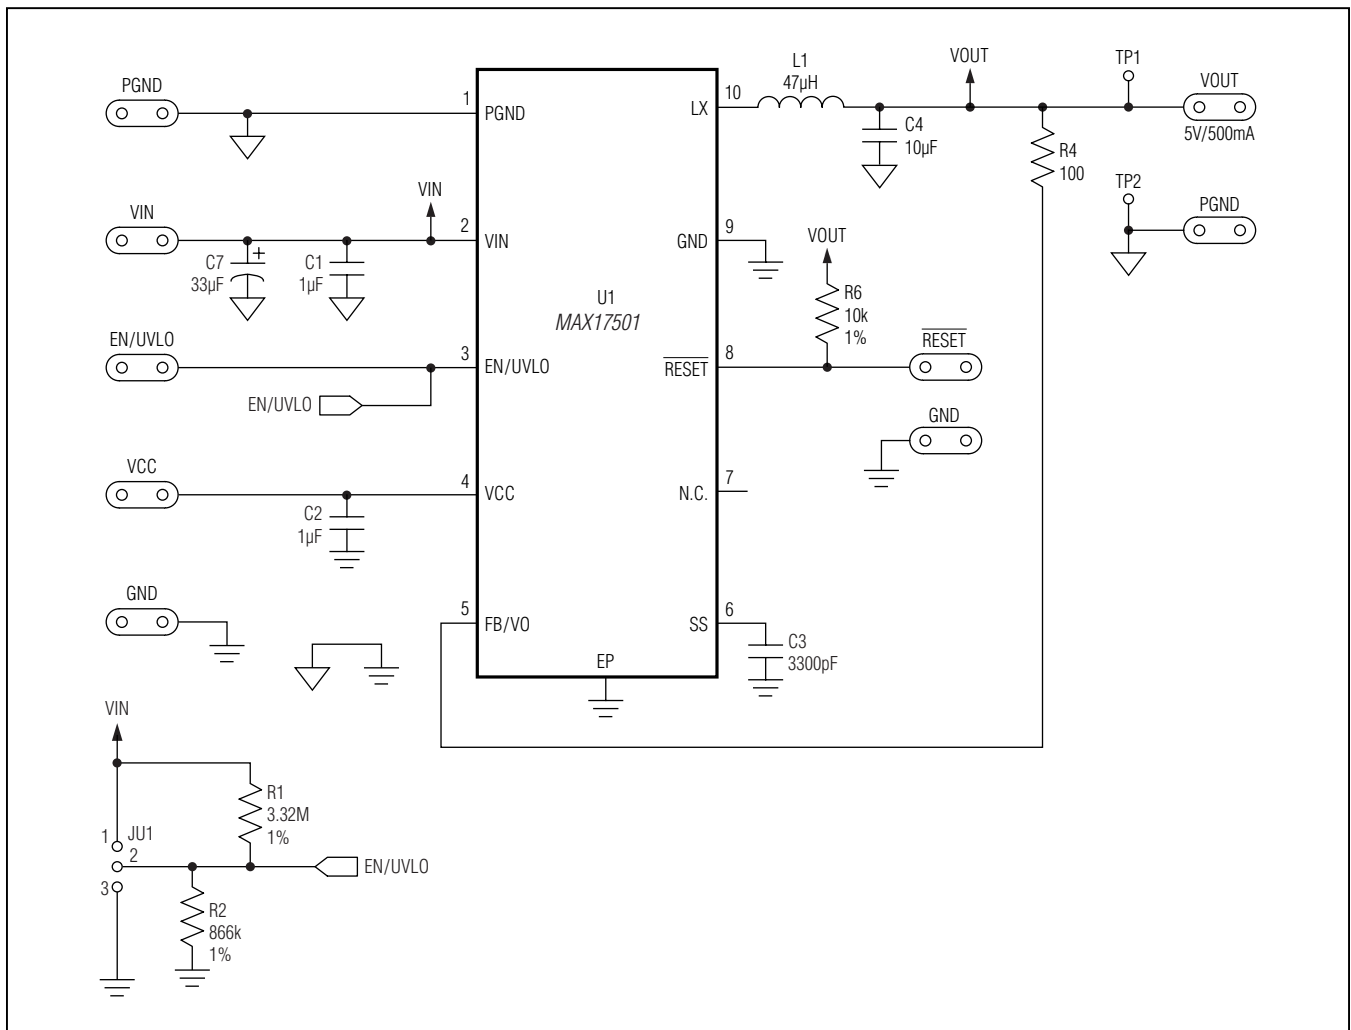 PGND
1
PGND
VIN
VIN
2
VIN
C7
33µF
+
C1
1µF
EN/UVLO
3
EN/UVLO
EN/UVLO
VCC
4
VCC
C2
1µF
GND
5
FB/VO
U1
MAX17501
EP
LX
10
L1
47µH
C4
10µF
VOUT
R4
100
TP1
VOUT
5V/500mA
TP2
PGND
GND
9
VOUT
R6
10k
1%
RESET
8
RESET
GND
N.C.
7
SS
6
C3
3300pF
VIN
R1
3.32M
1%
1
JU1
2
3
EN/UVLO
R2
866k
1%